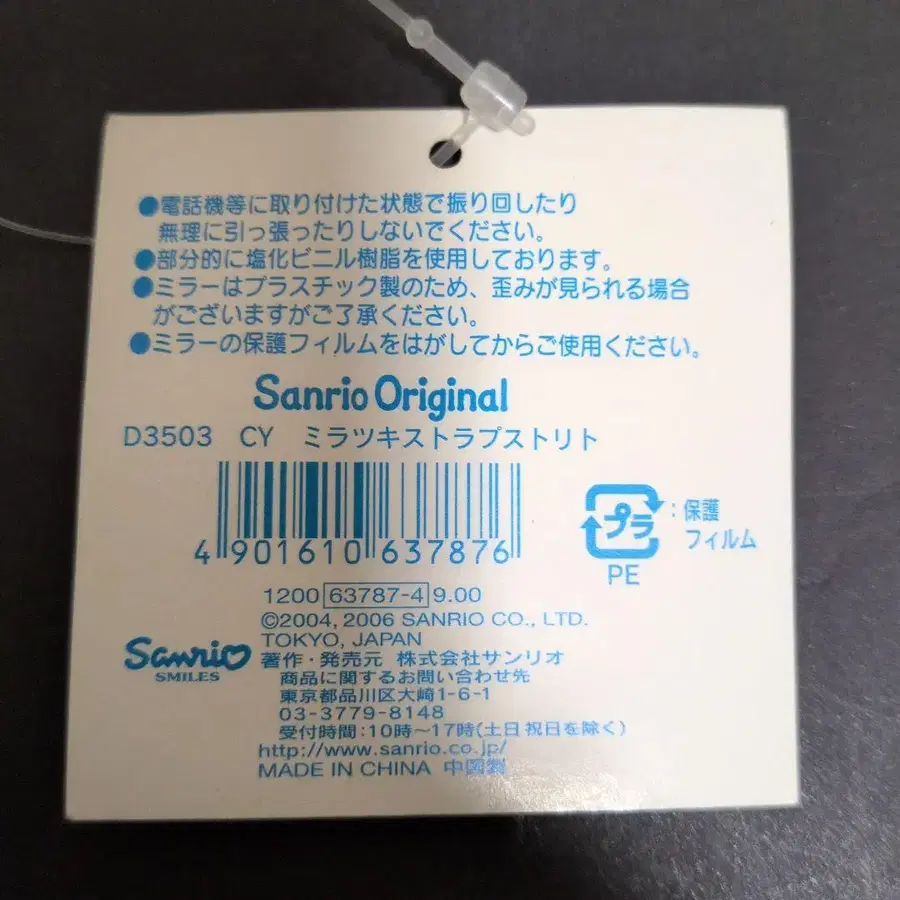 ●電話機等に取り付けた状態で振り回したり
無理に引っ張ったりしないでください。
●部分的に塩化ビニル樹脂を使用しております。
●ミラーはプラスチック製のため、歪みが見られる場合
がございますがご了承ください。
●ミラーの保護フィルムをはがしてからご使用ください。
Sanrio Original
D3503 CY ミラツキストラプストリト
4 901610 637876
プラ
:保護
フィルム
PE
1200 63787-4 9.00
©2004, 2006 SANRIO CO., LTD.
TOKYO, JAPAN
Sanrio
SMILES
著作・発売元 株式会社サンリオ
商品に関するお問い合わせ先
東京都品川区大崎1-6-1
03-3779-8148
受付時間:10時〜17時(土日祝日を除く)
http://www.sanrio.co.jp/
MADE IN CHINA 中國製